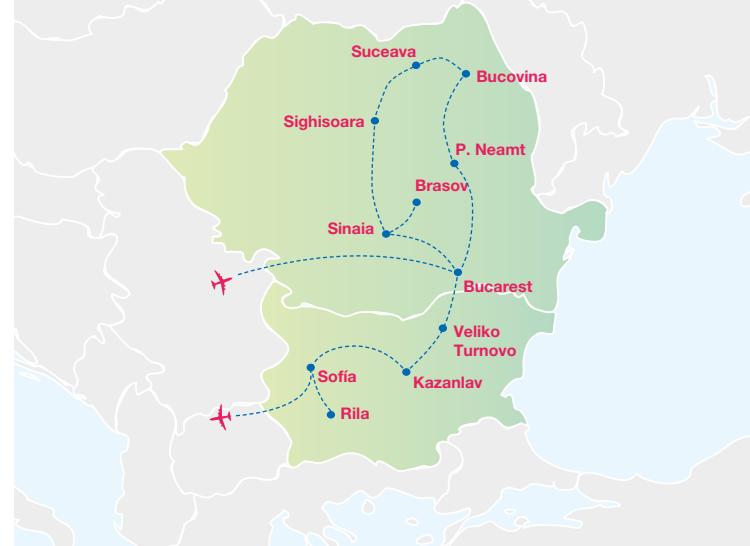 Suceava
Bucovina
Sighisoara
P. Neamt
Brasov
Sinaia
Bucarest
Veliko
Turnovo
Sofía
Kazanlav
Rila